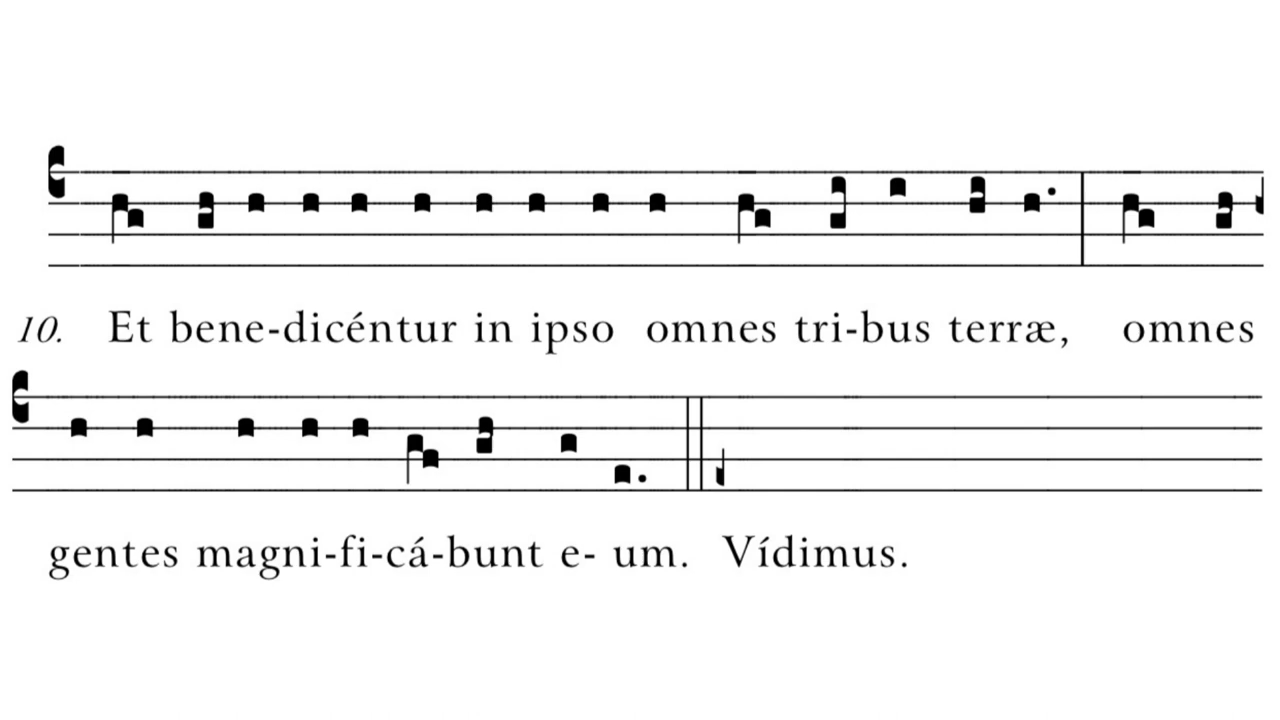 10. Et bene-dicéntur in ipso omnes tri-bus terræ, omnes
gentes magni-fi-cá-bunt e- um. Vídimus.